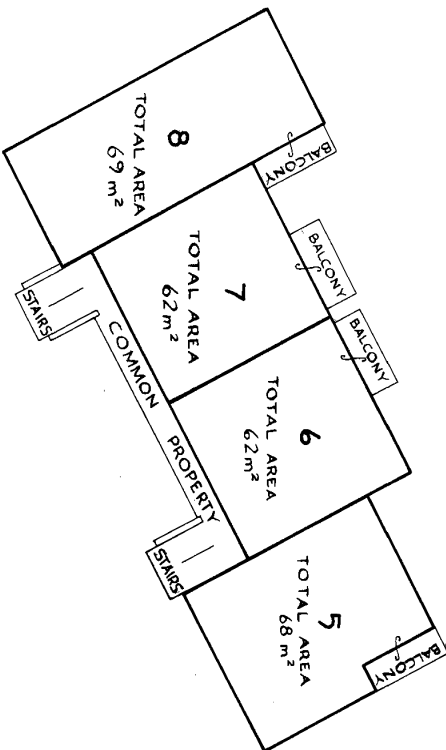 8
TOTAL AREA
69 m²
BALCONY
7
TOTAL AREA
62 m²
BALCONY
BALCONY
STAIRS
COMMON PROPERTY
6
TOTAL AREA
62 m²
STAIRS
5
TOTAL AREA
68 m²
BALCONY